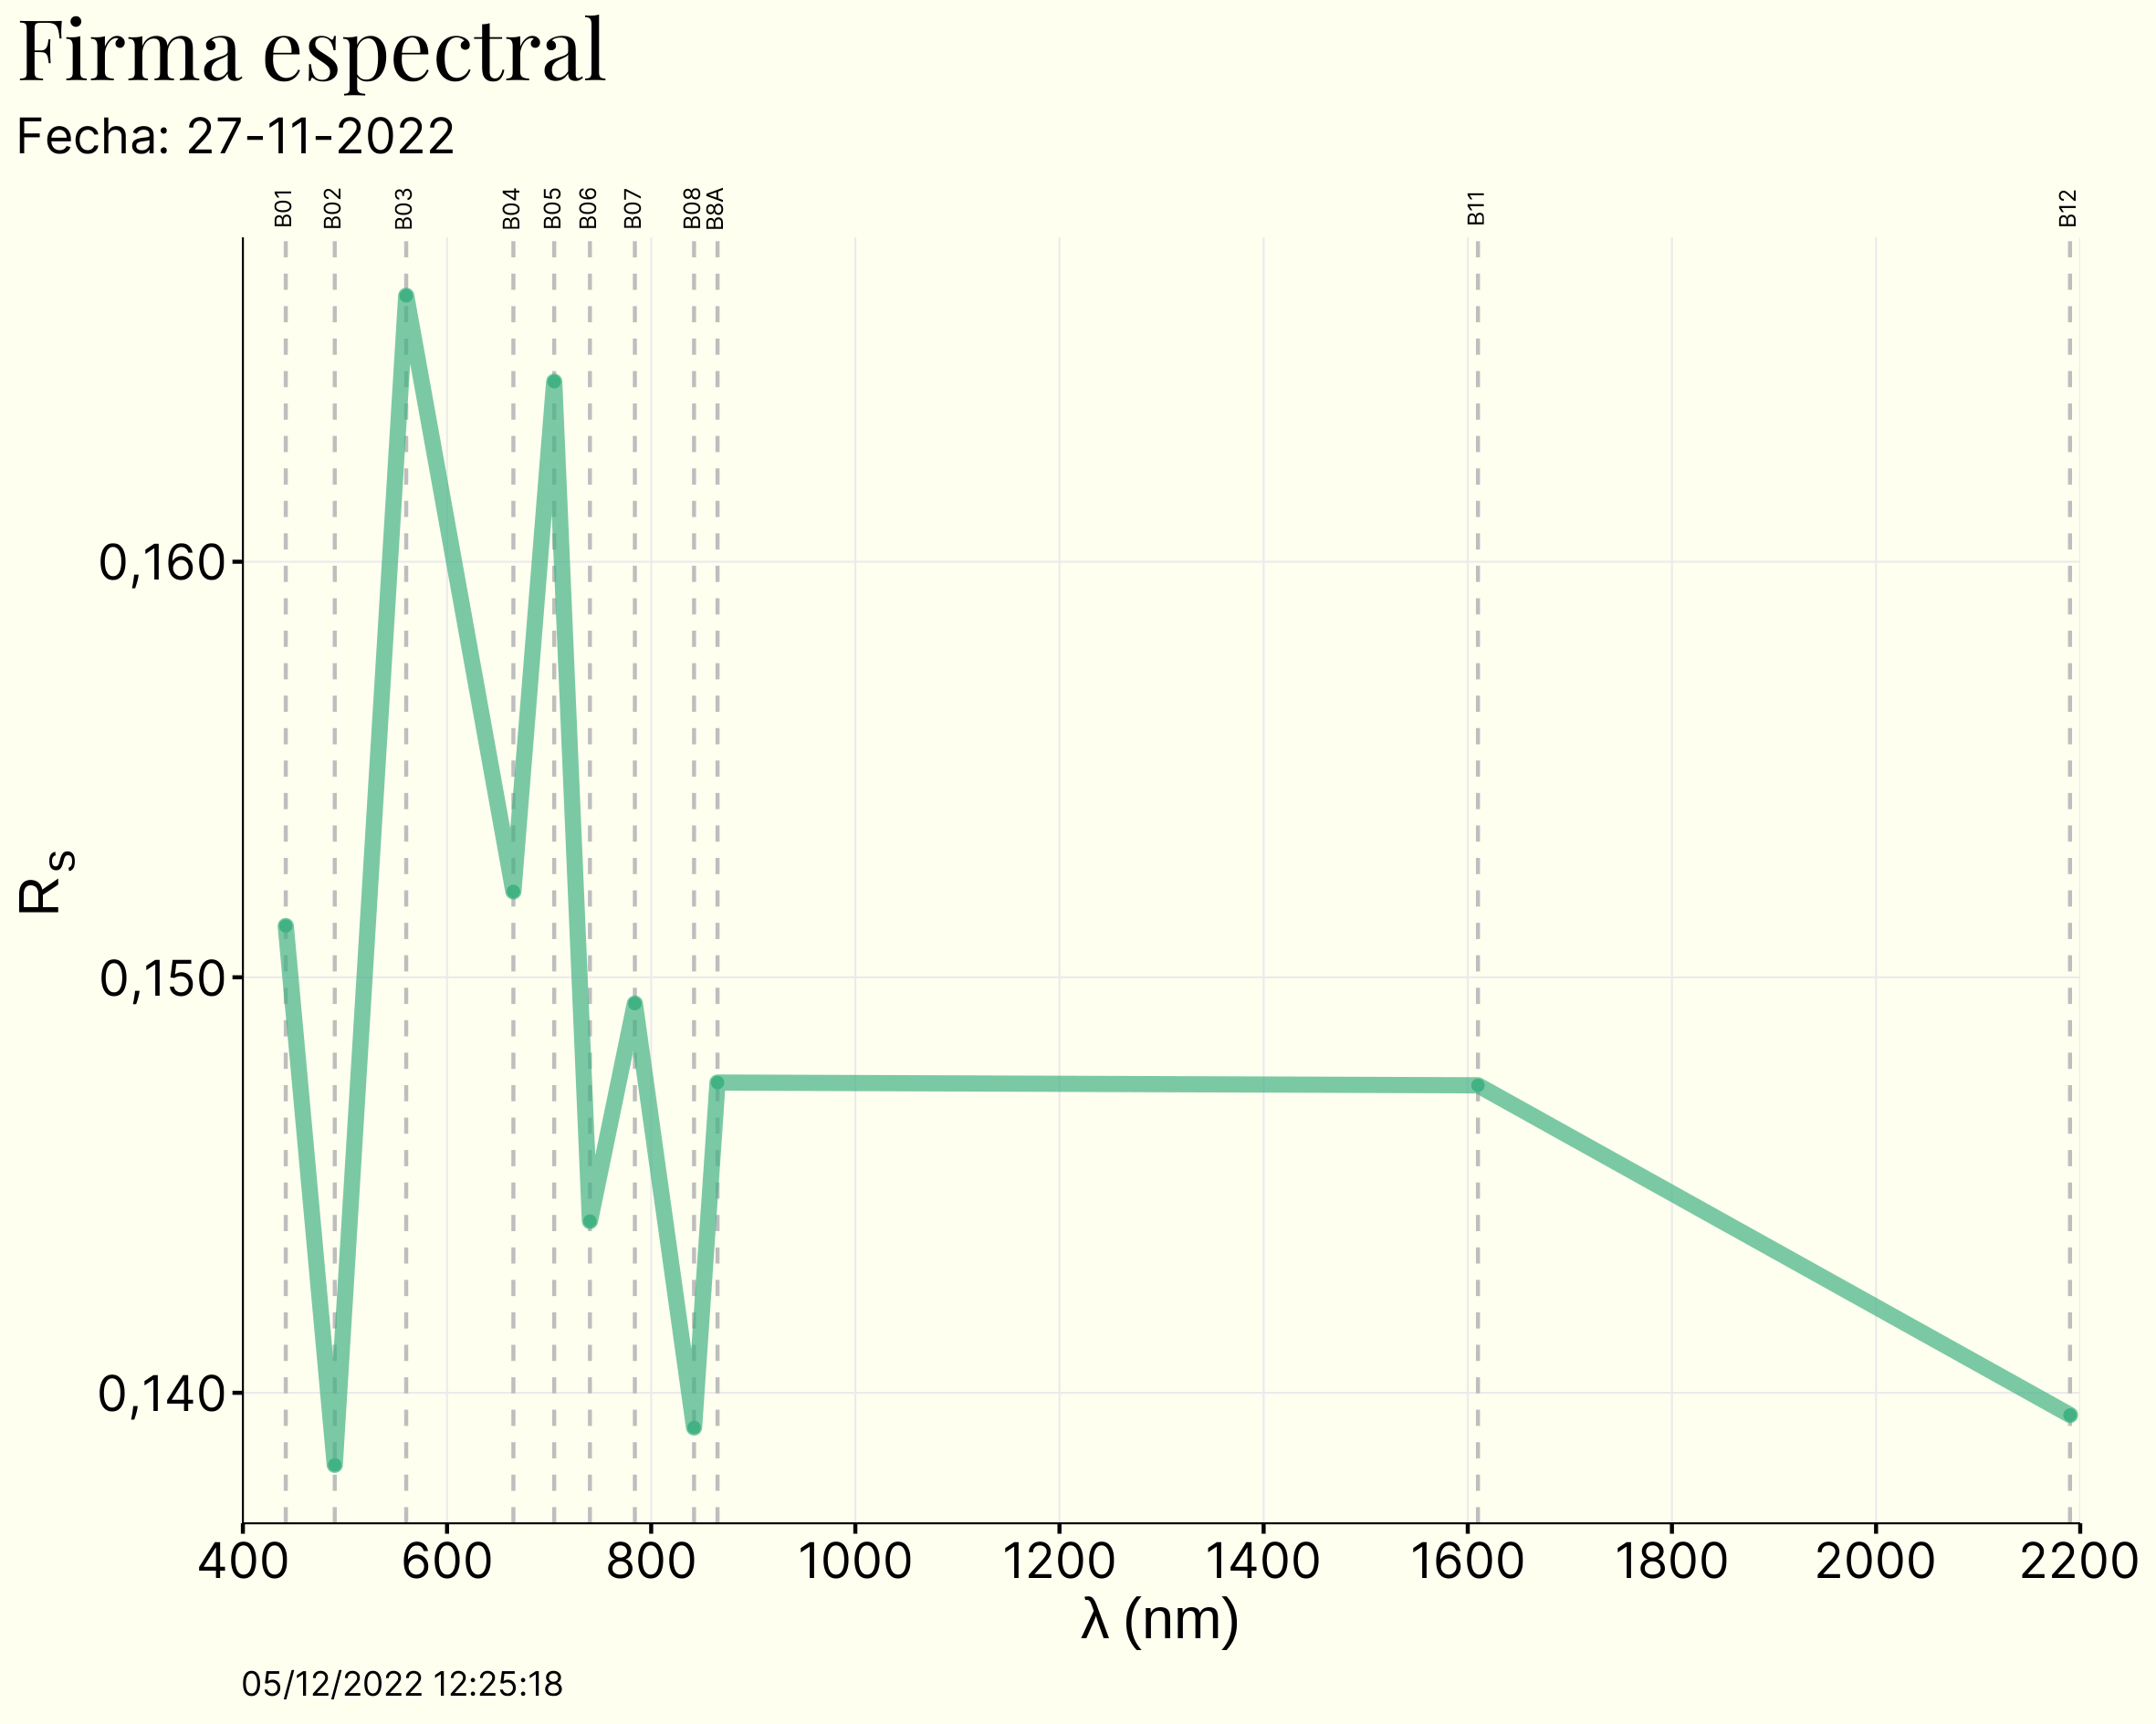 Firma espectral
Fecha: 27-11-2022
B01 B02 B03 B04 B05 B06 B07 B08 B8A B11 B12
0,160
0,150
0,140
Rs
400 600 800 1000 1200 1400 1600 1800 2000 2200
λ (nm)
05/12/2022 12:25:18